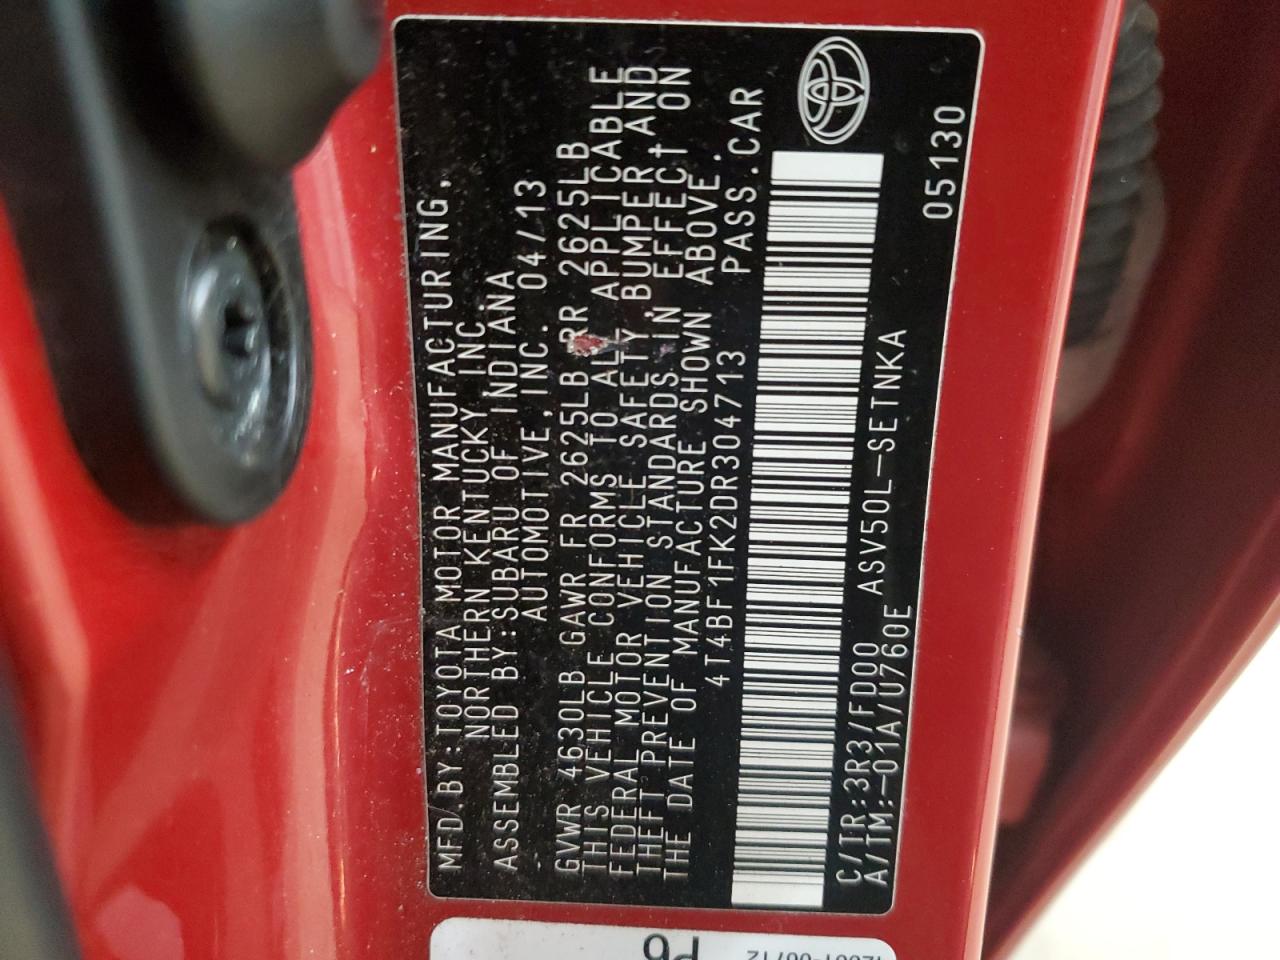 MFD.BY:TOYOTA MOTOR MANUFACTURING,
NORTHERN KENTUCKY,INC.
ASSEMBLED BY:SUBARU OF INDIANA
AUTOMOTIVE,INC. 04/13
GVWR 4630LB GAWR FR 2625LB RR 2625LB
THIS VEHICLE CONFORMS TO ALL APPLICABLE
FEDERAL MOTOR VEHICLE SAFETY,BUMPER,AND
THEFT PREVENTION STANDARDS IN EFFECT ON
THE DATE OF MANUFACTURE SHOWN ABOVE.
4T4BF1FK2DR304713 PASS.CAR
C/TR:3R3/FD00 ASV50L-SETNKA 05130
A/TM:-01A/U760E
P6